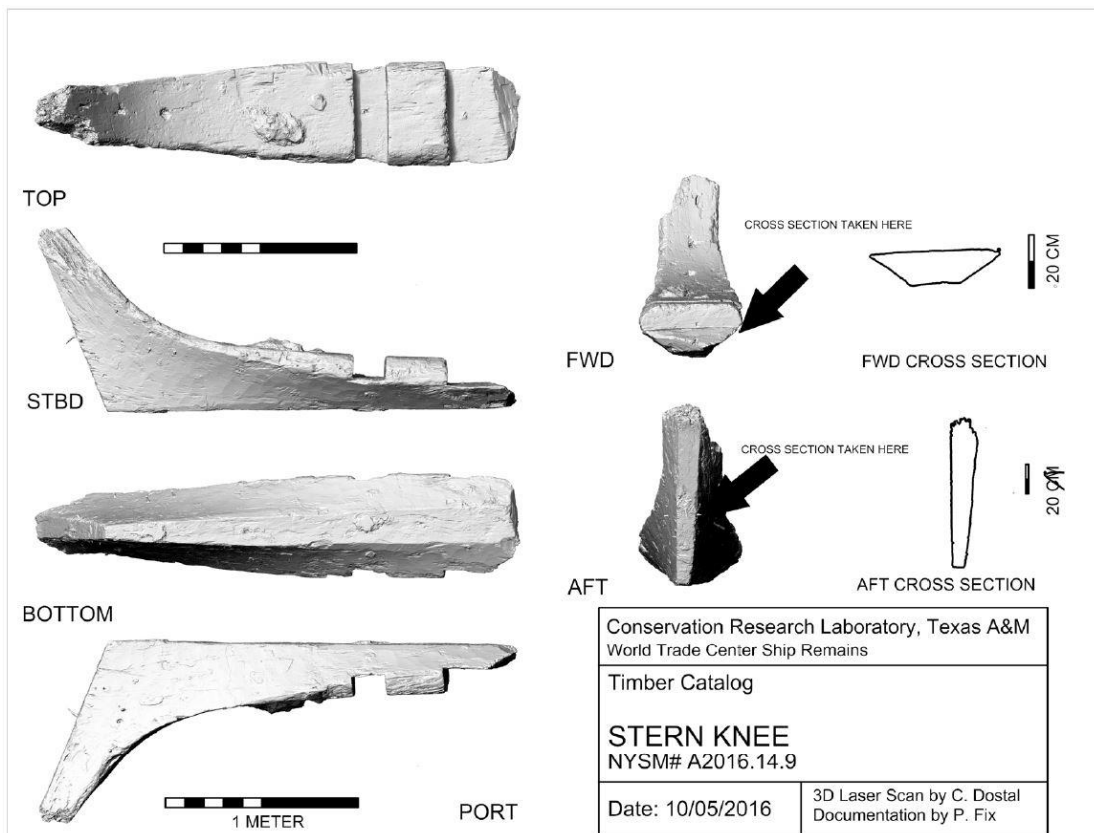 TOP
STBD
BOTTOM
PORT
1 METER
CROSS SECTION TAKEN HERE
20 CM
FWD
FWD CROSS SECTION
CROSS SECTION TAKEN HERE
20 CM
AFT
AFT CROSS SECTION
Conservation Research Laboratory, Texas A&M
World Trade Center Ship Remains
Timber Catalog
STERN KNEE
NYSM# A2016.14.9
Date: 10/05/2016
3D Laser Scan by C. Dostal
Documentation by P. Fix